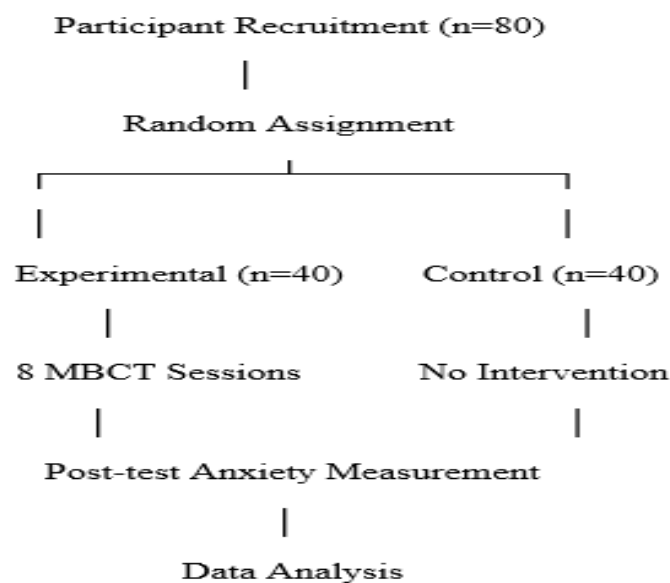 Participant Recruitment (n=80)
Random Assignment
Experimental (n=40) Control (n=40)
8 MBCT Sessions No Intervention
Post-test Anxiety Measurement
Data Analysis